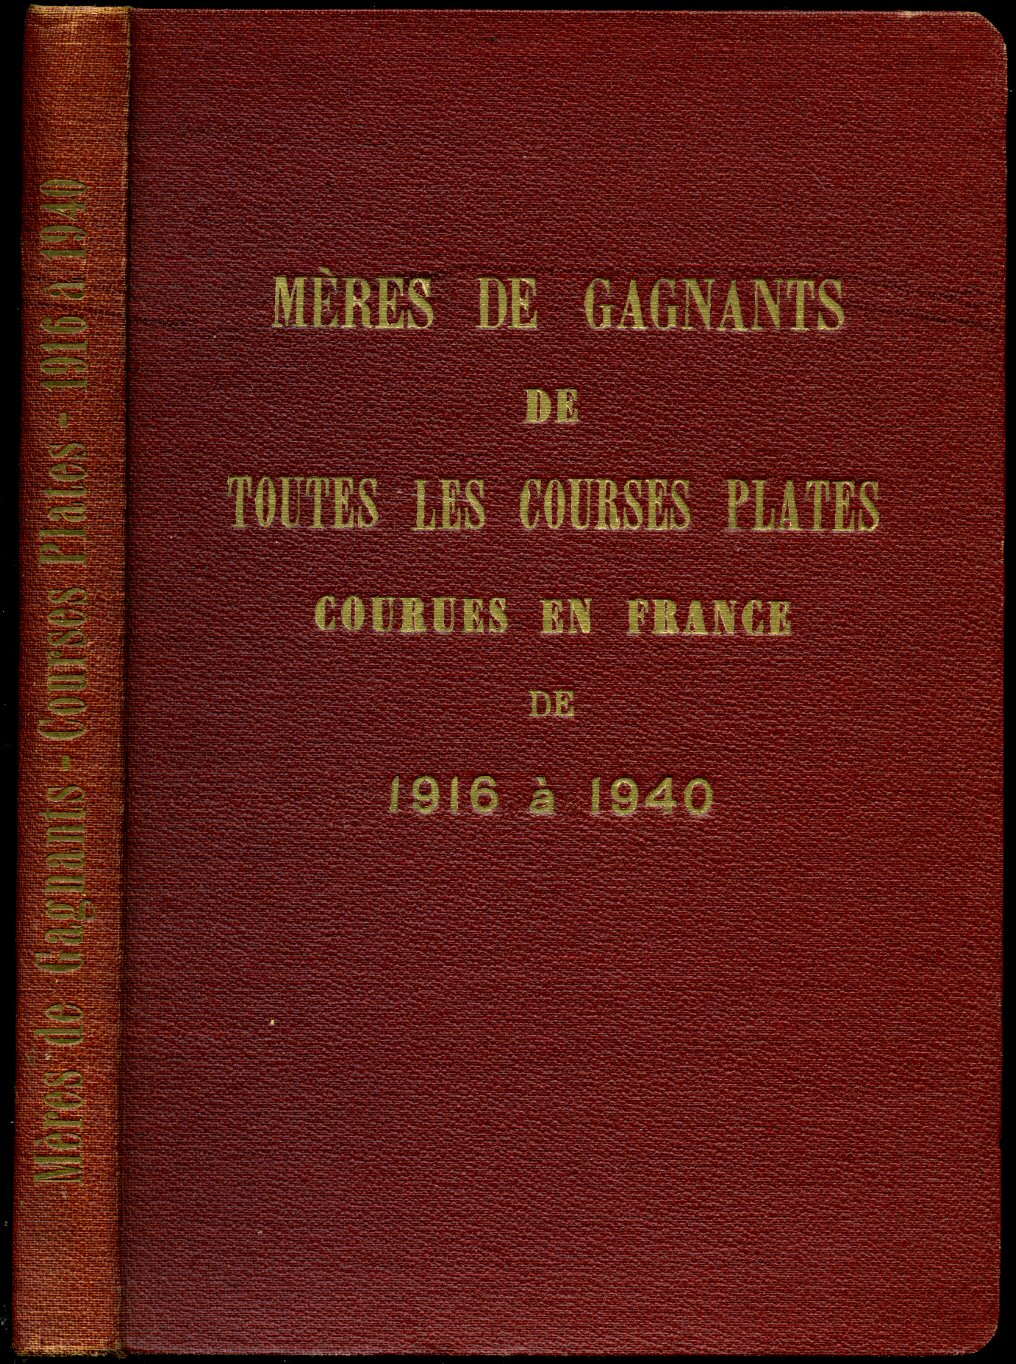 Mères de Gagnants - Courses Plates - 1916 à 1940
MÈRES DE GAGNANTS
DE
TOUTES LES COURSES PLATES
COURUES EN FRANCE
DE
1916 à 1940